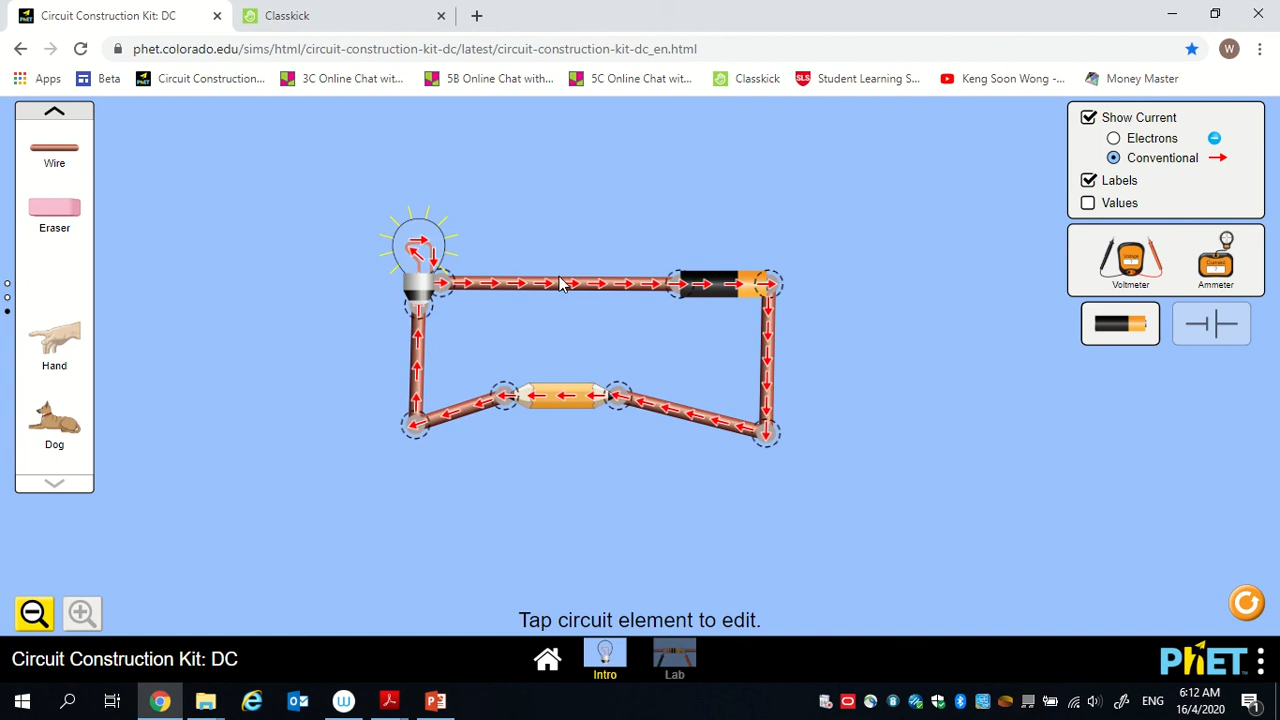 Circuit Construction Kit: DC
Classkick
phet.colorado.edu/sims/html/circuit-construction-kit-dc/latest/circuit-construction-kit-dc_en.html
W
Apps
Beta
Circuit Construction...
3C Online Chat wit...
5B Online Chat with...
5C Online Chat wit...
Classkick
SLS
Student Learning S...
Keng Soon Wong -...
Money Master
Wire
Eraser
Hand
Dog
Show Current
Electrons
Conventional
Labels
Values
Voltmeter
Ammeter
Tap circuit element to edit.
Circuit Construction Kit: DC
Intro
Lab
PhET
ENG
6:12 AM
16/4/2020